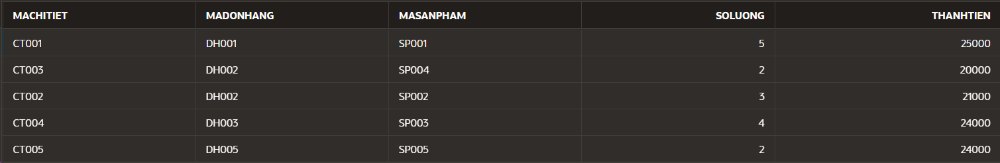 MACHITIET MADONHANG MASANPHAM SOLUONG THANHTIEN
CT001 DH001 SP001 5 25000
CT003 DH002 SP004 2 20000
CT002 DH002 SP002 3 21000
CT004 DH003 SP003 4 24000
CT005 DH005 SP005 2 24000